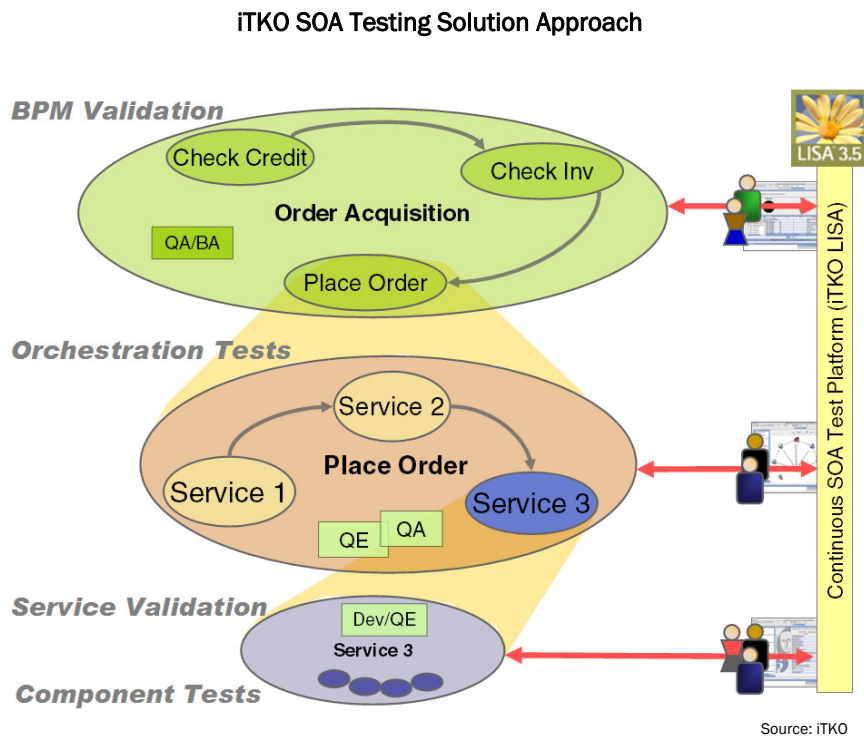 iTKO SOA Testing Solution Approach
BPM Validation
LISA 3.5
Check Credit
Check Inv
Order Acquisition
QA/BA
Place Order
Orchestration Tests
Service 2
Place Order
Service 1
Service 3
QE
QA
Service Validation
Dev/QE
Service 3
Component Tests
Continuous SOA Test Platform (iTKO LISA)
Source: iTKO